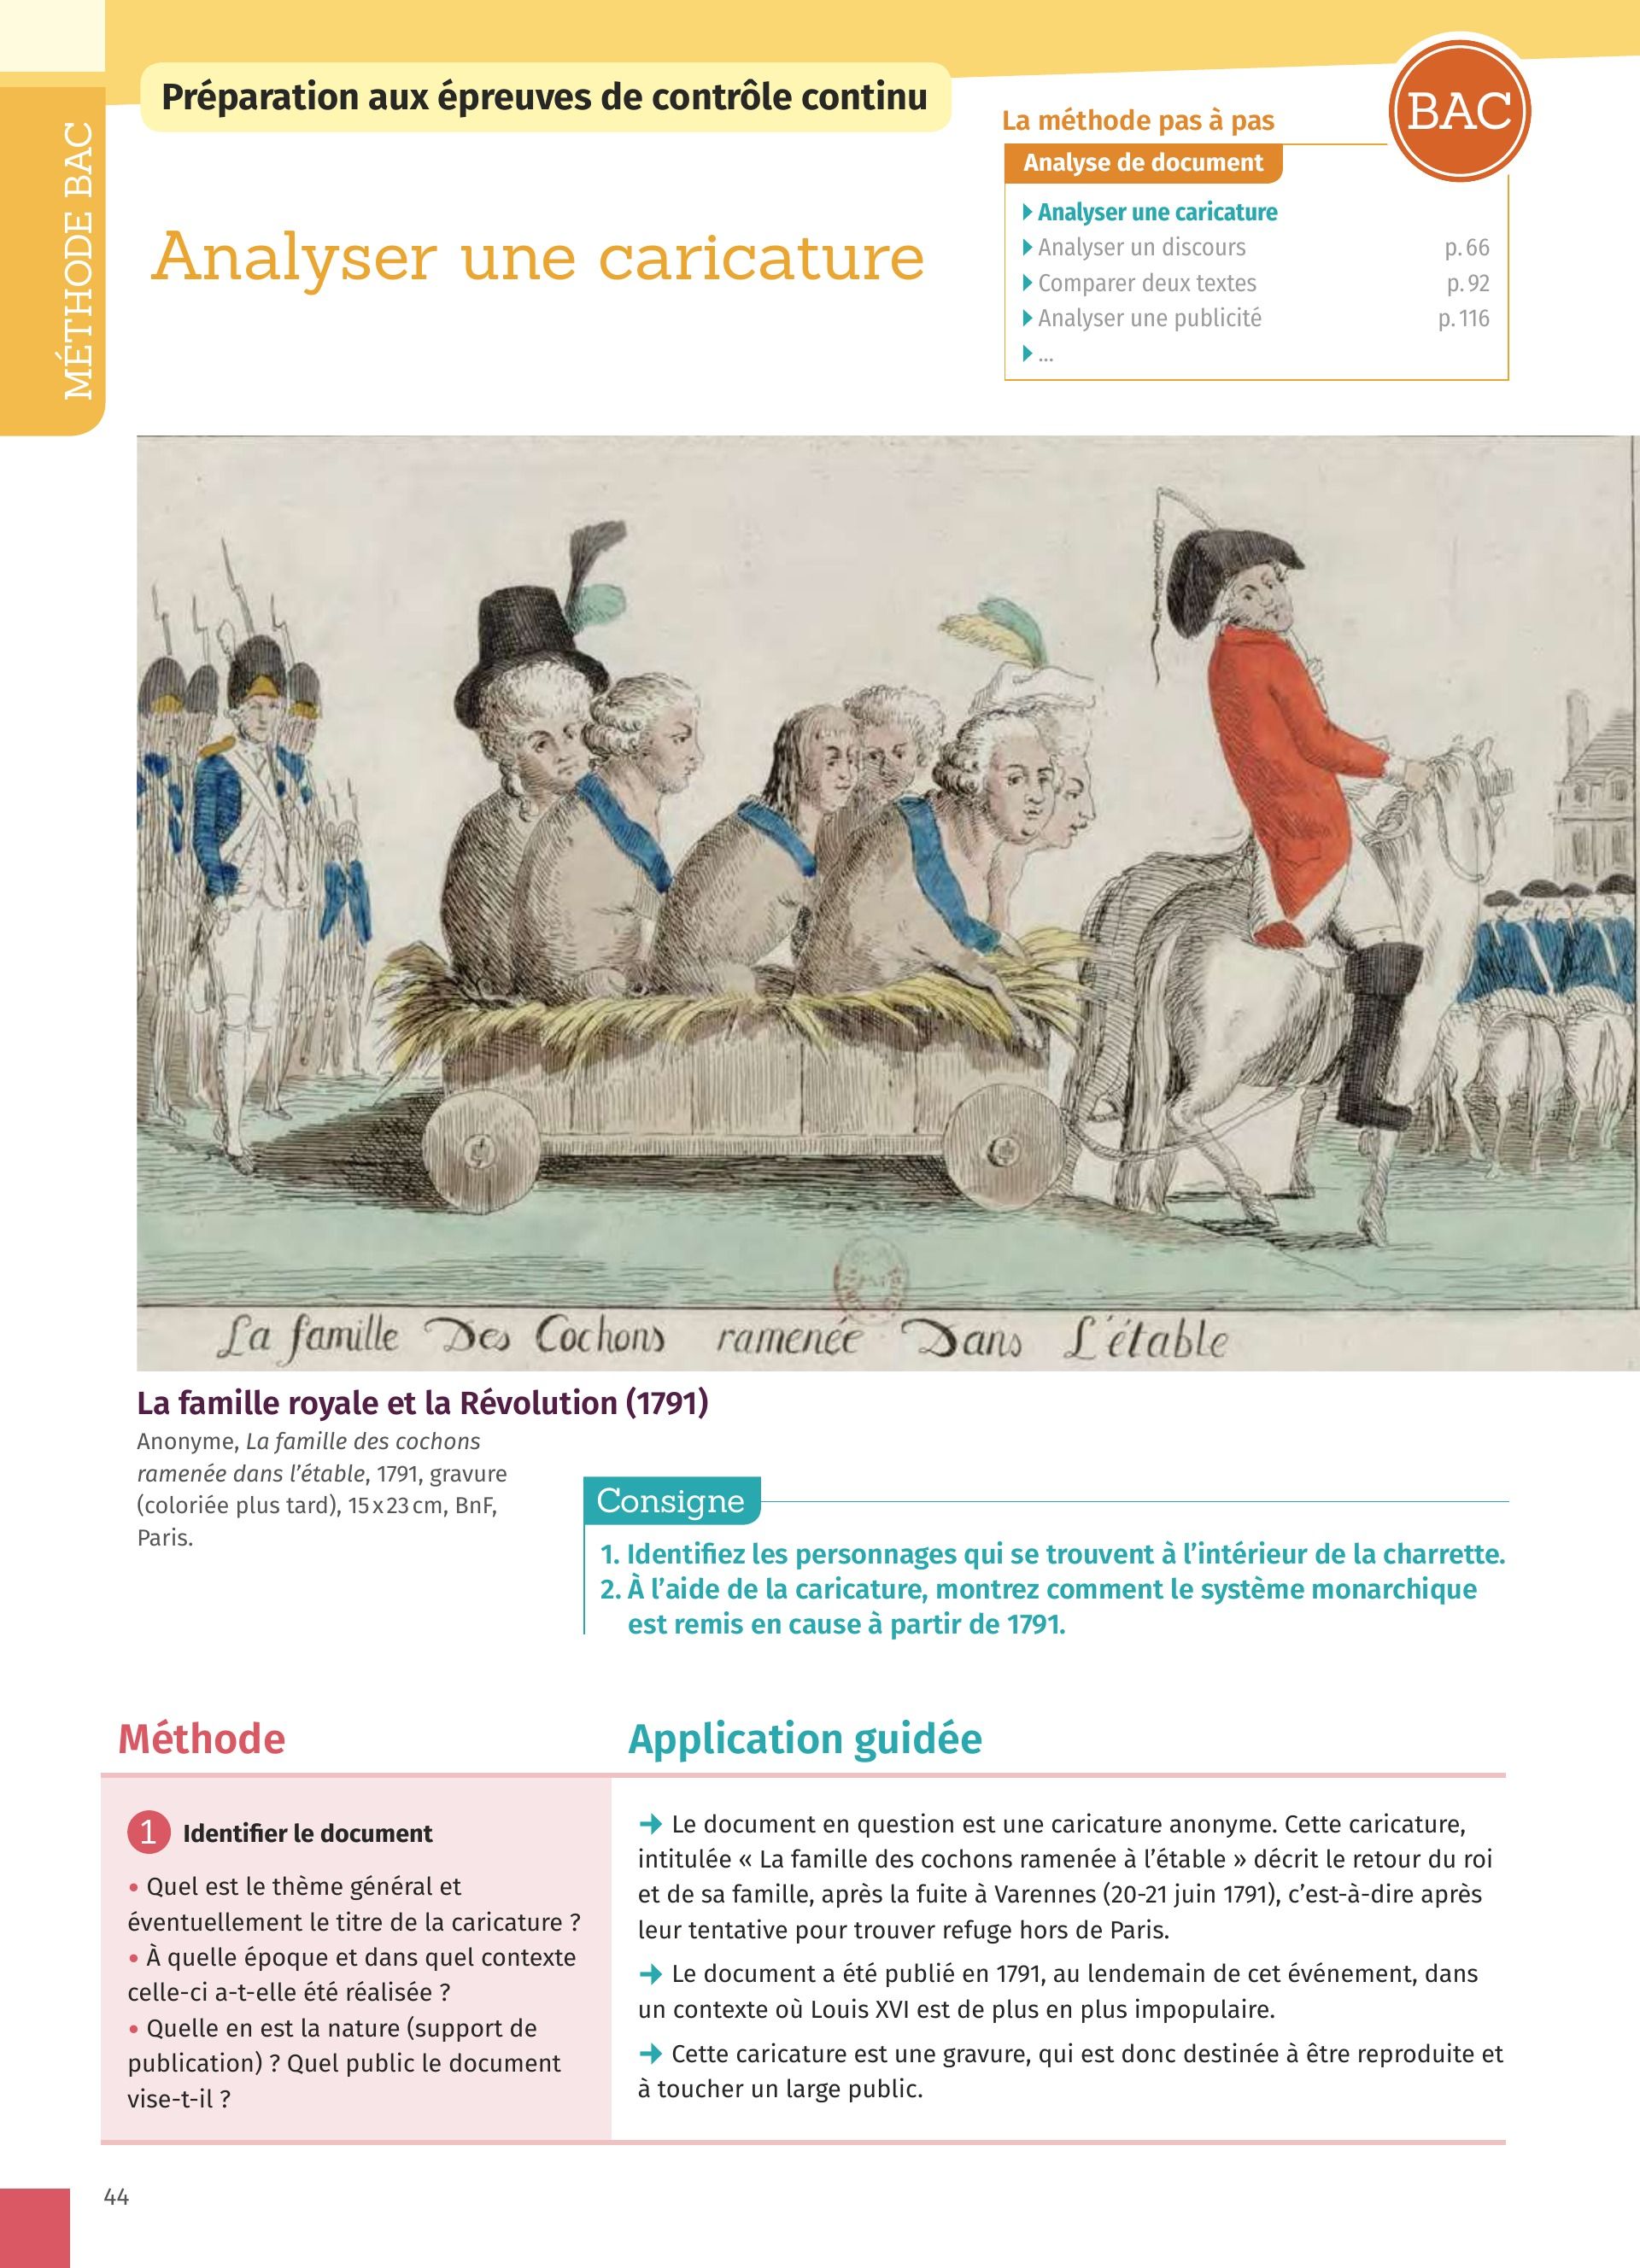 MÉTHODE BAC
Préparation aux épreuves de contrôle continu
Analyser une caricature
La méthode pas à pas
BAC
Analyse de document
Analyser une caricature
Analyser un discours p. 66
Comparer deux textes p. 92
Analyser une publicité p. 116
...
La famille Des Cochons ramenée Dans L'étable
La famille royale et la Révolution (1791)
Anonyme, La famille des cochons
ramenée dans l'étable, 1791, gravure
(coloriée plus tard), 15 x 23 cm, BnF,
Paris.
Consigne
1. Identifiez les personnages qui se trouvent à l'intérieur de la charrette.
2. À l'aide de la caricature, montrez comment le système monarchique
est remis en cause à partir de 1791.
Méthode
1 Identifier le document
• Quel est le thème général et
éventuellement le titre de la caricature ?
• À quelle époque et dans quel contexte
celle-ci a-t-elle été réalisée ?
• Quelle en est la nature (support de
publication) ? Quel public le document
vise-t-il ?
Application guidée
➔ Le document en question est une caricature anonyme. Cette caricature,
intitulée « La famille des cochons ramenée à l'étable » décrit le retour du roi
et de sa famille, après la fuite à Varennes (20-21 juin 1791), c'est-à-dire après
leur tentative pour trouver refuge hors de Paris.
➔ Le document a été publié en 1791, au lendemain de cet événement, dans
un contexte où Louis XVI est de plus en plus impopulaire.
➔ Cette caricature est une gravure, qui est donc destinée à être reproduite et
à toucher un large public.
44